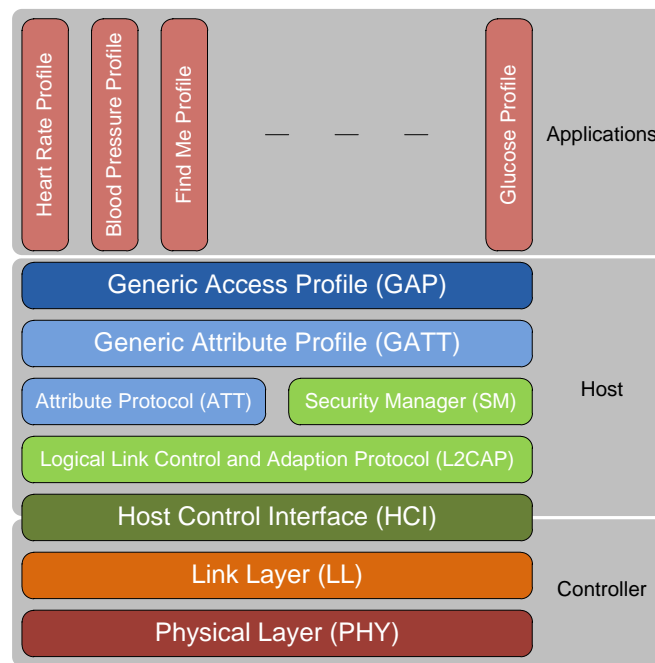 Heart Rate Profile
Blood Pressure Profile
Find Me Profile
— — —
Glucose Profile
Applications
Generic Access Profile (GAP)
Generic Attribute Profile (GATT)
Attribute Protocol (ATT)
Security Manager (SM)
Host
Logical Link Control and Adaption Protocol (L2CAP)
Host Control Interface (HCI)
Link Layer (LL)
Controller
Physical Layer (PHY)